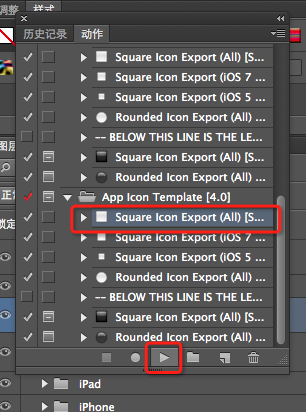 样式
历史记录 动作
Square Icon Export (All) [S...
Square Icon Export (iOS 7 ...
Square Icon Export (iOS 5 ...
Rounded Icon Export (All) ...
-- BELOW THIS LINE IS THE LE...
Square Icon Export (All) [S...
Rounded Icon Export (All) ...
App Icon Template [4.0]
Square Icon Export (All) [S...
Square Icon Export (iOS 7 ...
Square Icon Export (iOS 5 ...
Rounded Icon Export (All) ...
-- BELOW THIS LINE IS THE LE...
Square Icon Export (All) [S...
Rounded Icon Export (All) ...
图层
正常
锁定
iPad
iPhone